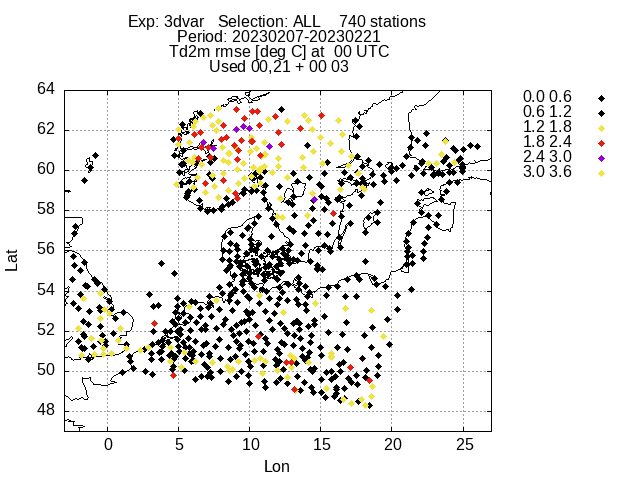 Exp: 3dvar   Selection: ALL    740 stations
Period: 20230207-20230221
Td2m rmse [deg C] at  00 UTC
Used 00,21 + 00 03
0.0 0.6
0.6 1.2
1.2 1.8
1.8 2.4
2.4 3.0
3.0 3.6
64
62
60
58
56
54
52
50
48
Lat
0 5 10 15 20 25
Lon